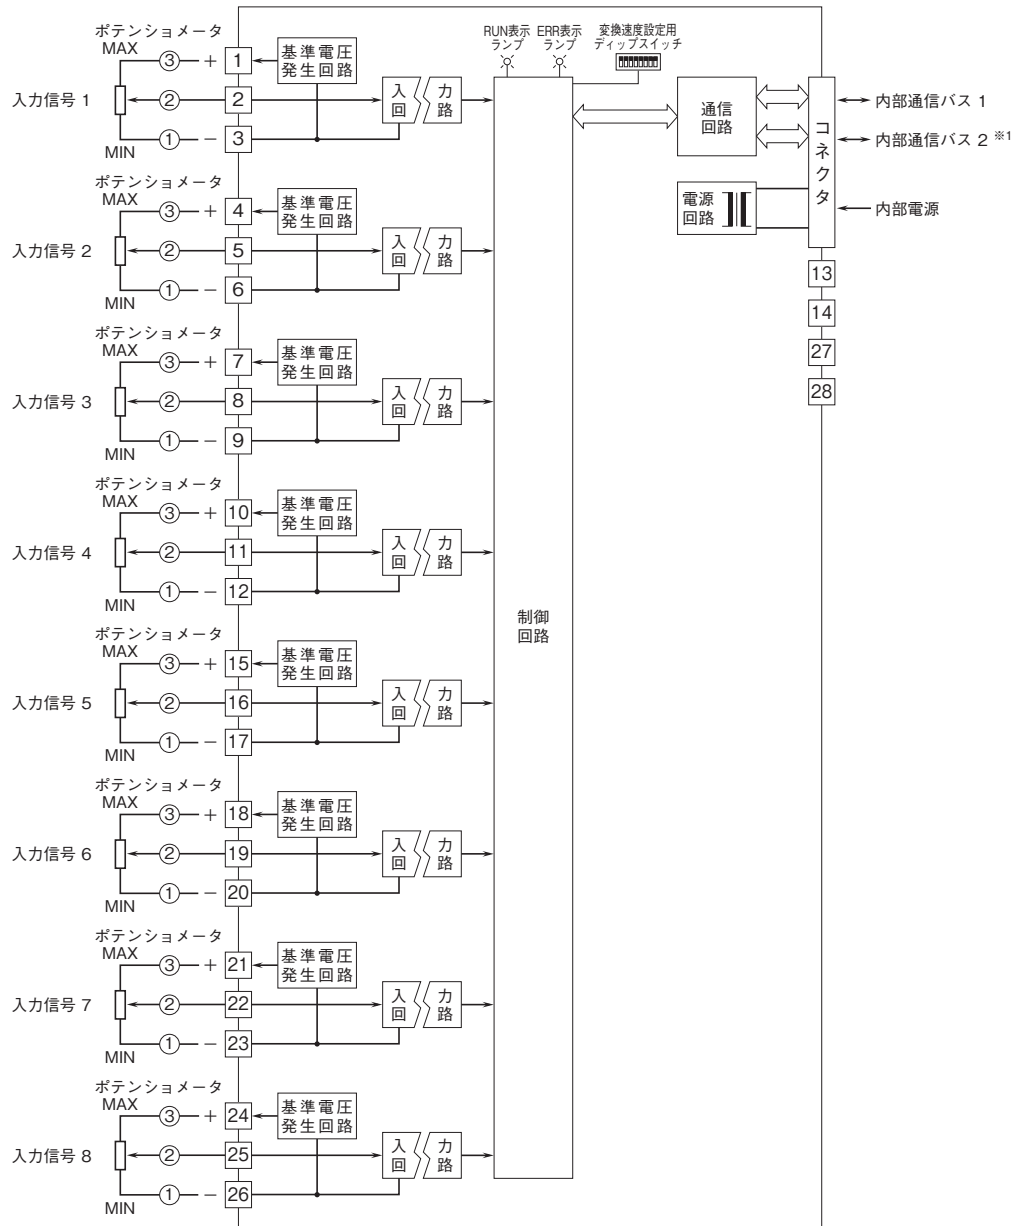 RUN表示
ランプ
ERR表示
ランプ
変換速度設定用
ディップスイッチ
ポテンショメータ
MAX
3 + 1
基準電圧
発生回路
入力信号 1
2 2
入 力
回 路
1 − 3
MIN
通信
回路
コネクタ
内部通信バス 1
内部通信バス 2 ※1
電源
回路
内部電源
13
14
27
28
ポテンショメータ
MAX
3 + 4
基準電圧
発生回路
入力信号 2
2 5
入 力
回 路
1 − 6
MIN
ポテンショメータ
MAX
3 + 7
基準電圧
発生回路
入力信号 3
2 8
入 力
回 路
1 − 9
MIN
ポテンショメータ
MAX
3 + 10
基準電圧
発生回路
入力信号 4
2 11
入 力
回 路
1 − 12
MIN
制御
回路
ポテンショメータ
MAX
3 + 15
基準電圧
発生回路
入力信号 5
2 16
入 力
回 路
1 − 17
MIN
ポテンショメータ
MAX
3 + 18
基準電圧
発生回路
入力信号 6
2 19
入 力
回 路
1 − 20
MIN
ポテンショメータ
MAX
3 + 21
基準電圧
発生回路
入力信号 7
2 22
入 力
回 路
1 − 23
MIN
ポテンショメータ
MAX
3 + 24
基準電圧
発生回路
入力信号 8
2 25
入 力
回 路
1 − 26
MIN